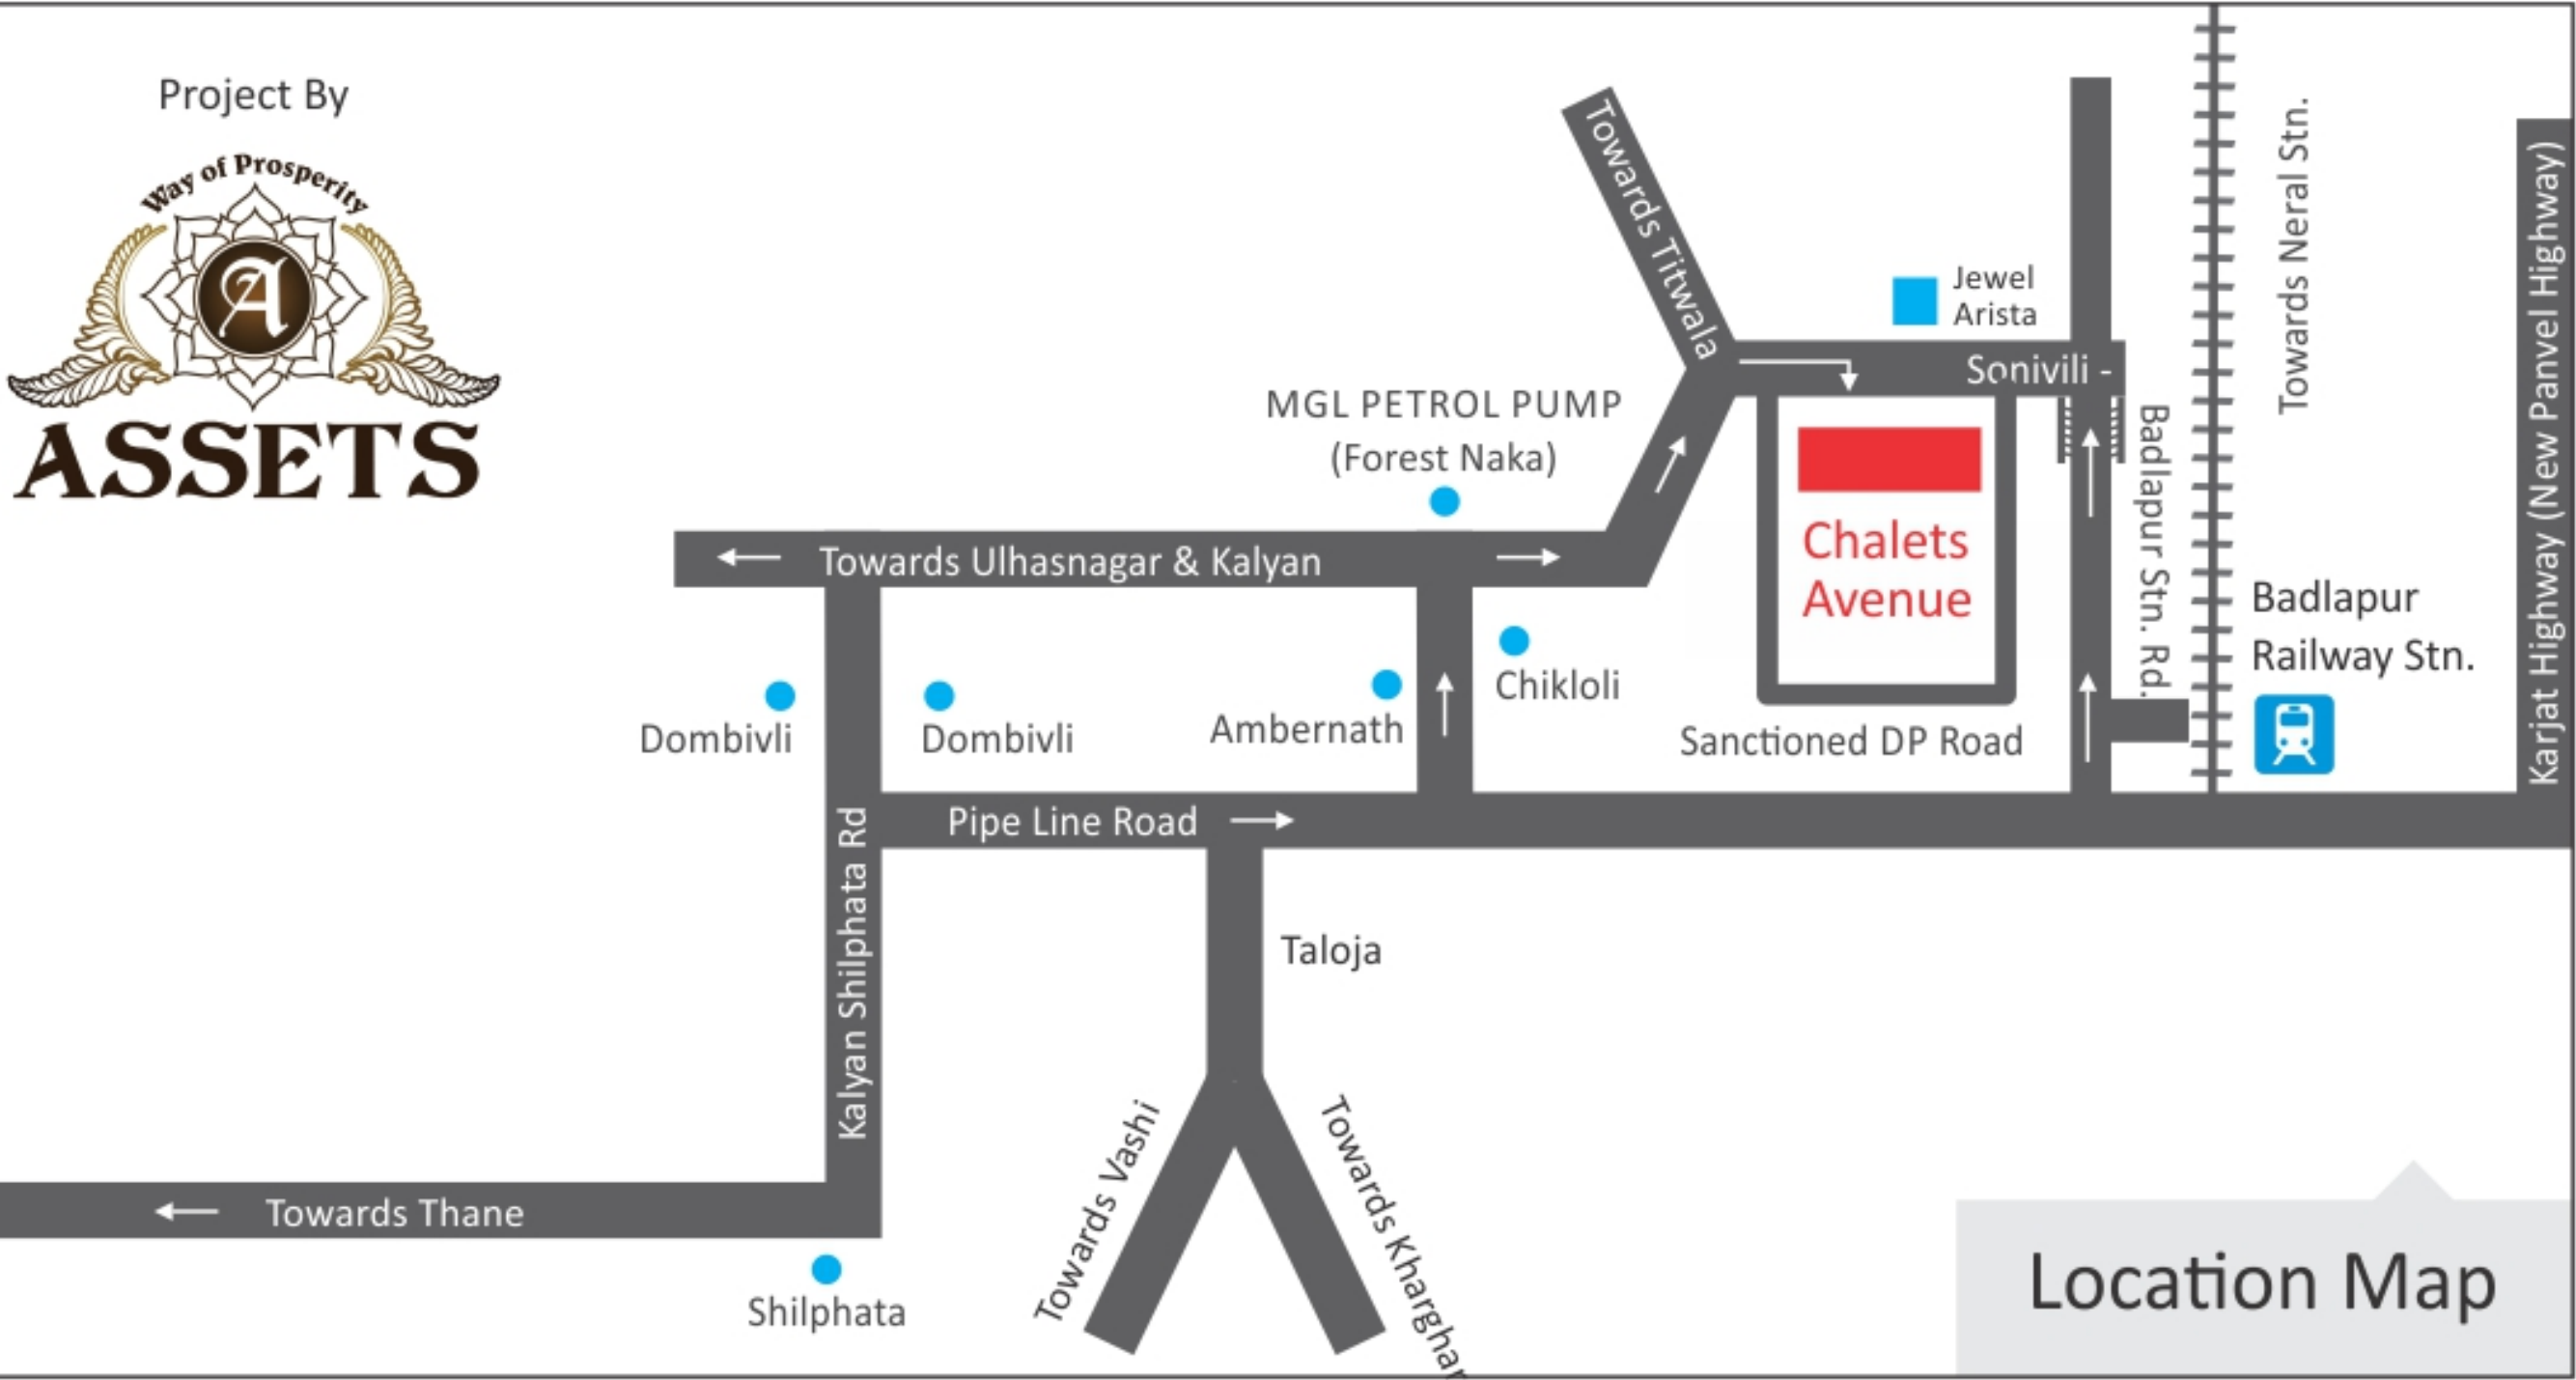 Project By
Way of Prosperity
A
ASSETS
Towards Titwala
Jewel
Arista
Sonivili -
MGL PETROL PUMP
(Forest Naka)
Towards Ulhasnagar & Kalyan
Chalets
Avenue
Badlapur Stn. Rd.
Towards Neral Stn.
Karjat Highway (New Panvel Highway)
Badlapur
Railway Stn.
Dombivli
Dombivli
Ambernath
Chikloli
Sanctioned DP Road
Pipe Line Road
Kalyan Shilphata Rd
Taloja
Towards Vashi
Towards Kharghar
Towards Thane
Shilphata
Location Map